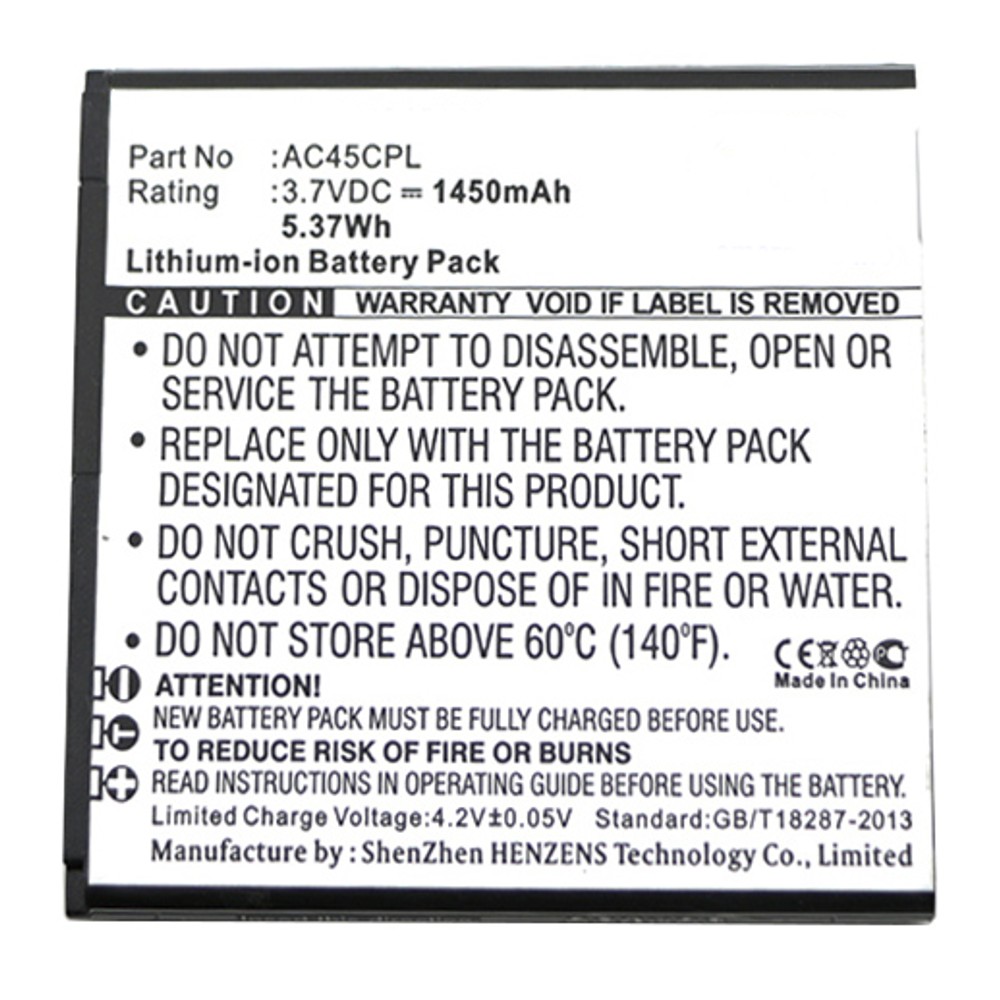 Part No :AC45CPL
Rating :3.7VDC ⎓ 1450mAh
5.37Wh
Lithium-ion Battery Pack
CAUTION WARRANTY VOID IF LABEL IS REMOVED
• DO NOT ATTEMPT TO DISASSEMBLE, OPEN OR
SERVICE THE BATTERY PACK.
• REPLACE ONLY WITH THE BATTERY PACK
DESIGNATED FOR THIS PRODUCT.
• DO NOT CRUSH, PUNCTURE, SHORT EXTERNAL
CONTACTS OR DISPOSE OF IN FIRE OR WATER.
• DO NOT STORE ABOVE 60°C (140°F).
CE
Made In China
ATTENTION!
NEW BATTERY PACK MUST BE FULLY CHARGED BEFORE USE.
TO REDUCE RISK OF FIRE OR BURNS
READ INSTRUCTIONS IN OPERATING GUIDE BEFORE USING THE BATTERY.
Limited Charge Voltage:4.2V±0.05V Standard:GB/T18287-2013
Manufacture by : ShenZhen HENZENS Technology Co., Limited